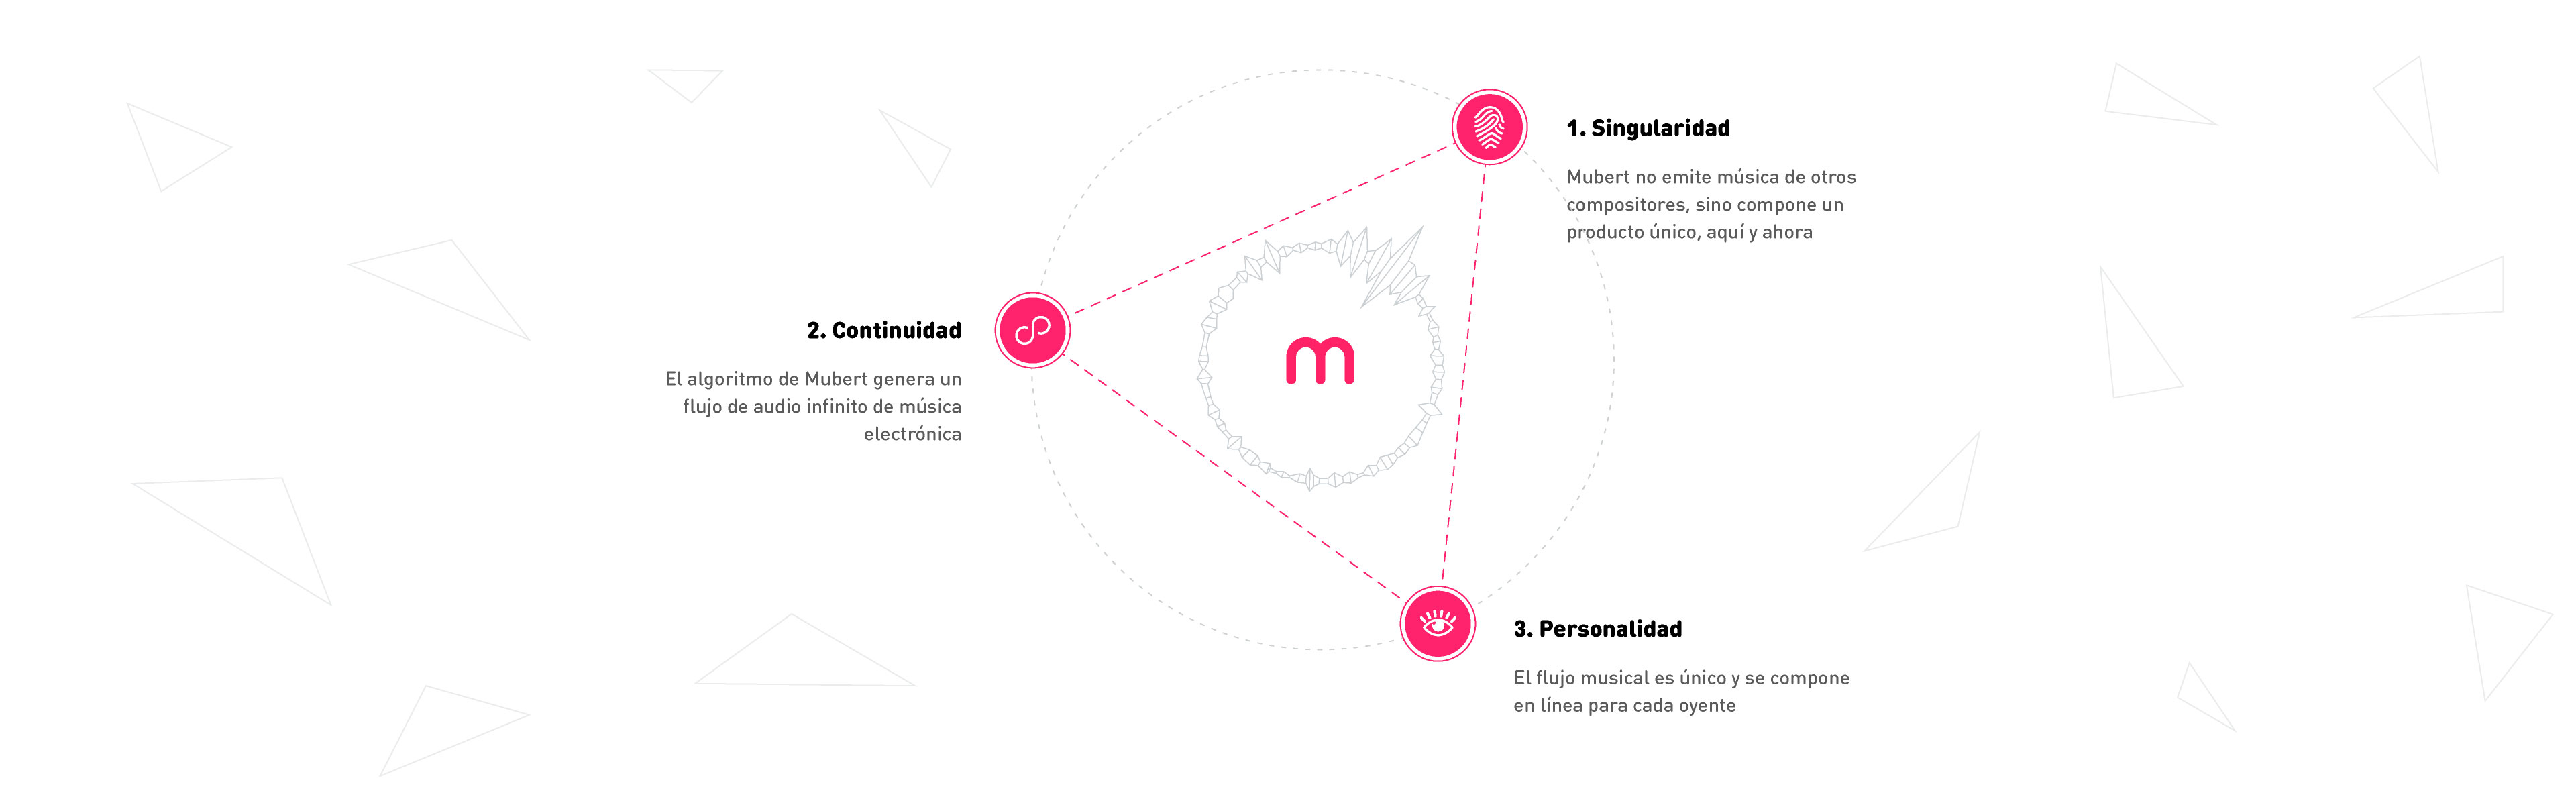 1. Singularidad
Mubert no emite música de otros
compositores, sino compone un
producto único, aquí y ahora
2. Continuidad
El algoritmo de Mubert genera un
flujo de audio infinito de música
electrónica
m
3. Personalidad
El flujo musical es único y se compone
en línea para cada oyente